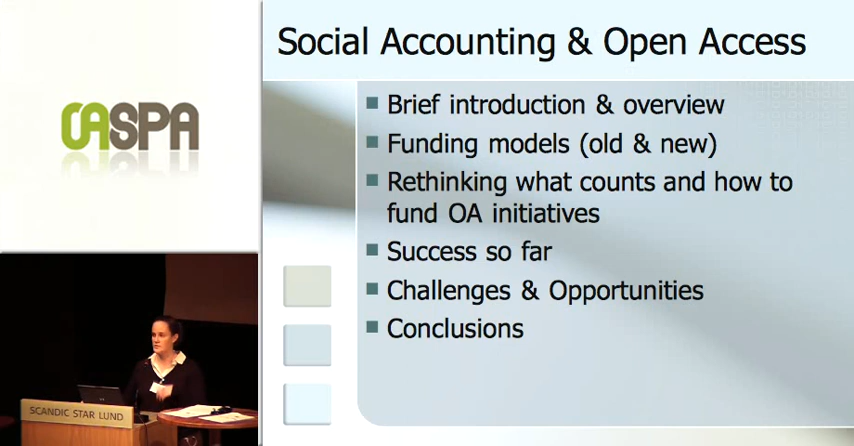 OASPA
Social Accounting & Open Access
Brief introduction & overview
Funding models (old & new)
Rethinking what counts and how to
fund OA initiatives
Success so far
Challenges & Opportunities
Conclusions
SCANDIC STAR LUND